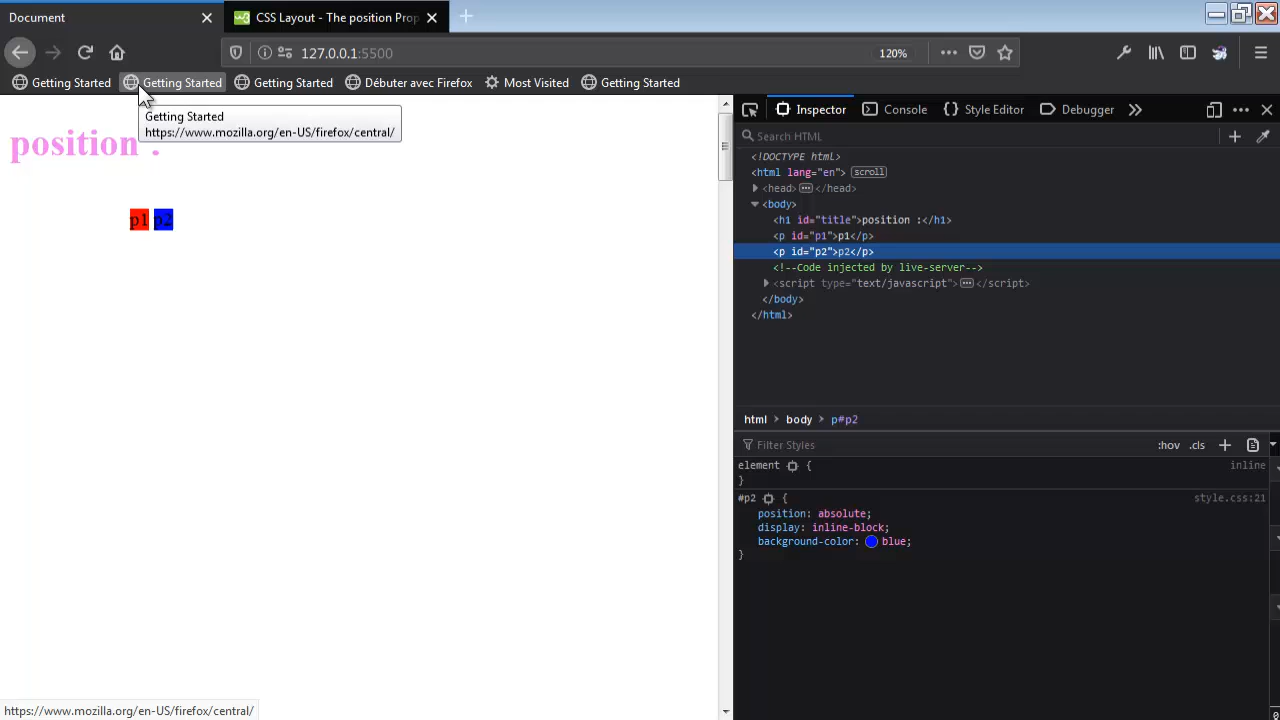 Document
CSS Layout - The position Prop
127.0.0.1:5500
120%
Getting Started
Getting Started
Getting Started
Débuter avec Firefox
Most Visited
Getting Started
Getting Started
https://www.mozilla.org/en-US/firefox/central/
position :
p1 p2
Inspector
Console
Style Editor
Debugger
Search HTML
<!DOCTYPE html>
<html lang="en"> scroll
<head> ··· </head>
<body>
<h1 id="title">position :</h1>
<p id="p1">p1</p>
<p id="p2">p2</p>
<!--Code injected by live-server-->
<script type="text/javascript"> ··· </script>
</body>
</html>
html > body > p#p2
Filter Styles
:hov .cls
element { inline
}
#p2 { style.css:21
position: absolute;
display: inline-block;
background-color: blue;
}
https://www.mozilla.org/en-US/firefox/central/